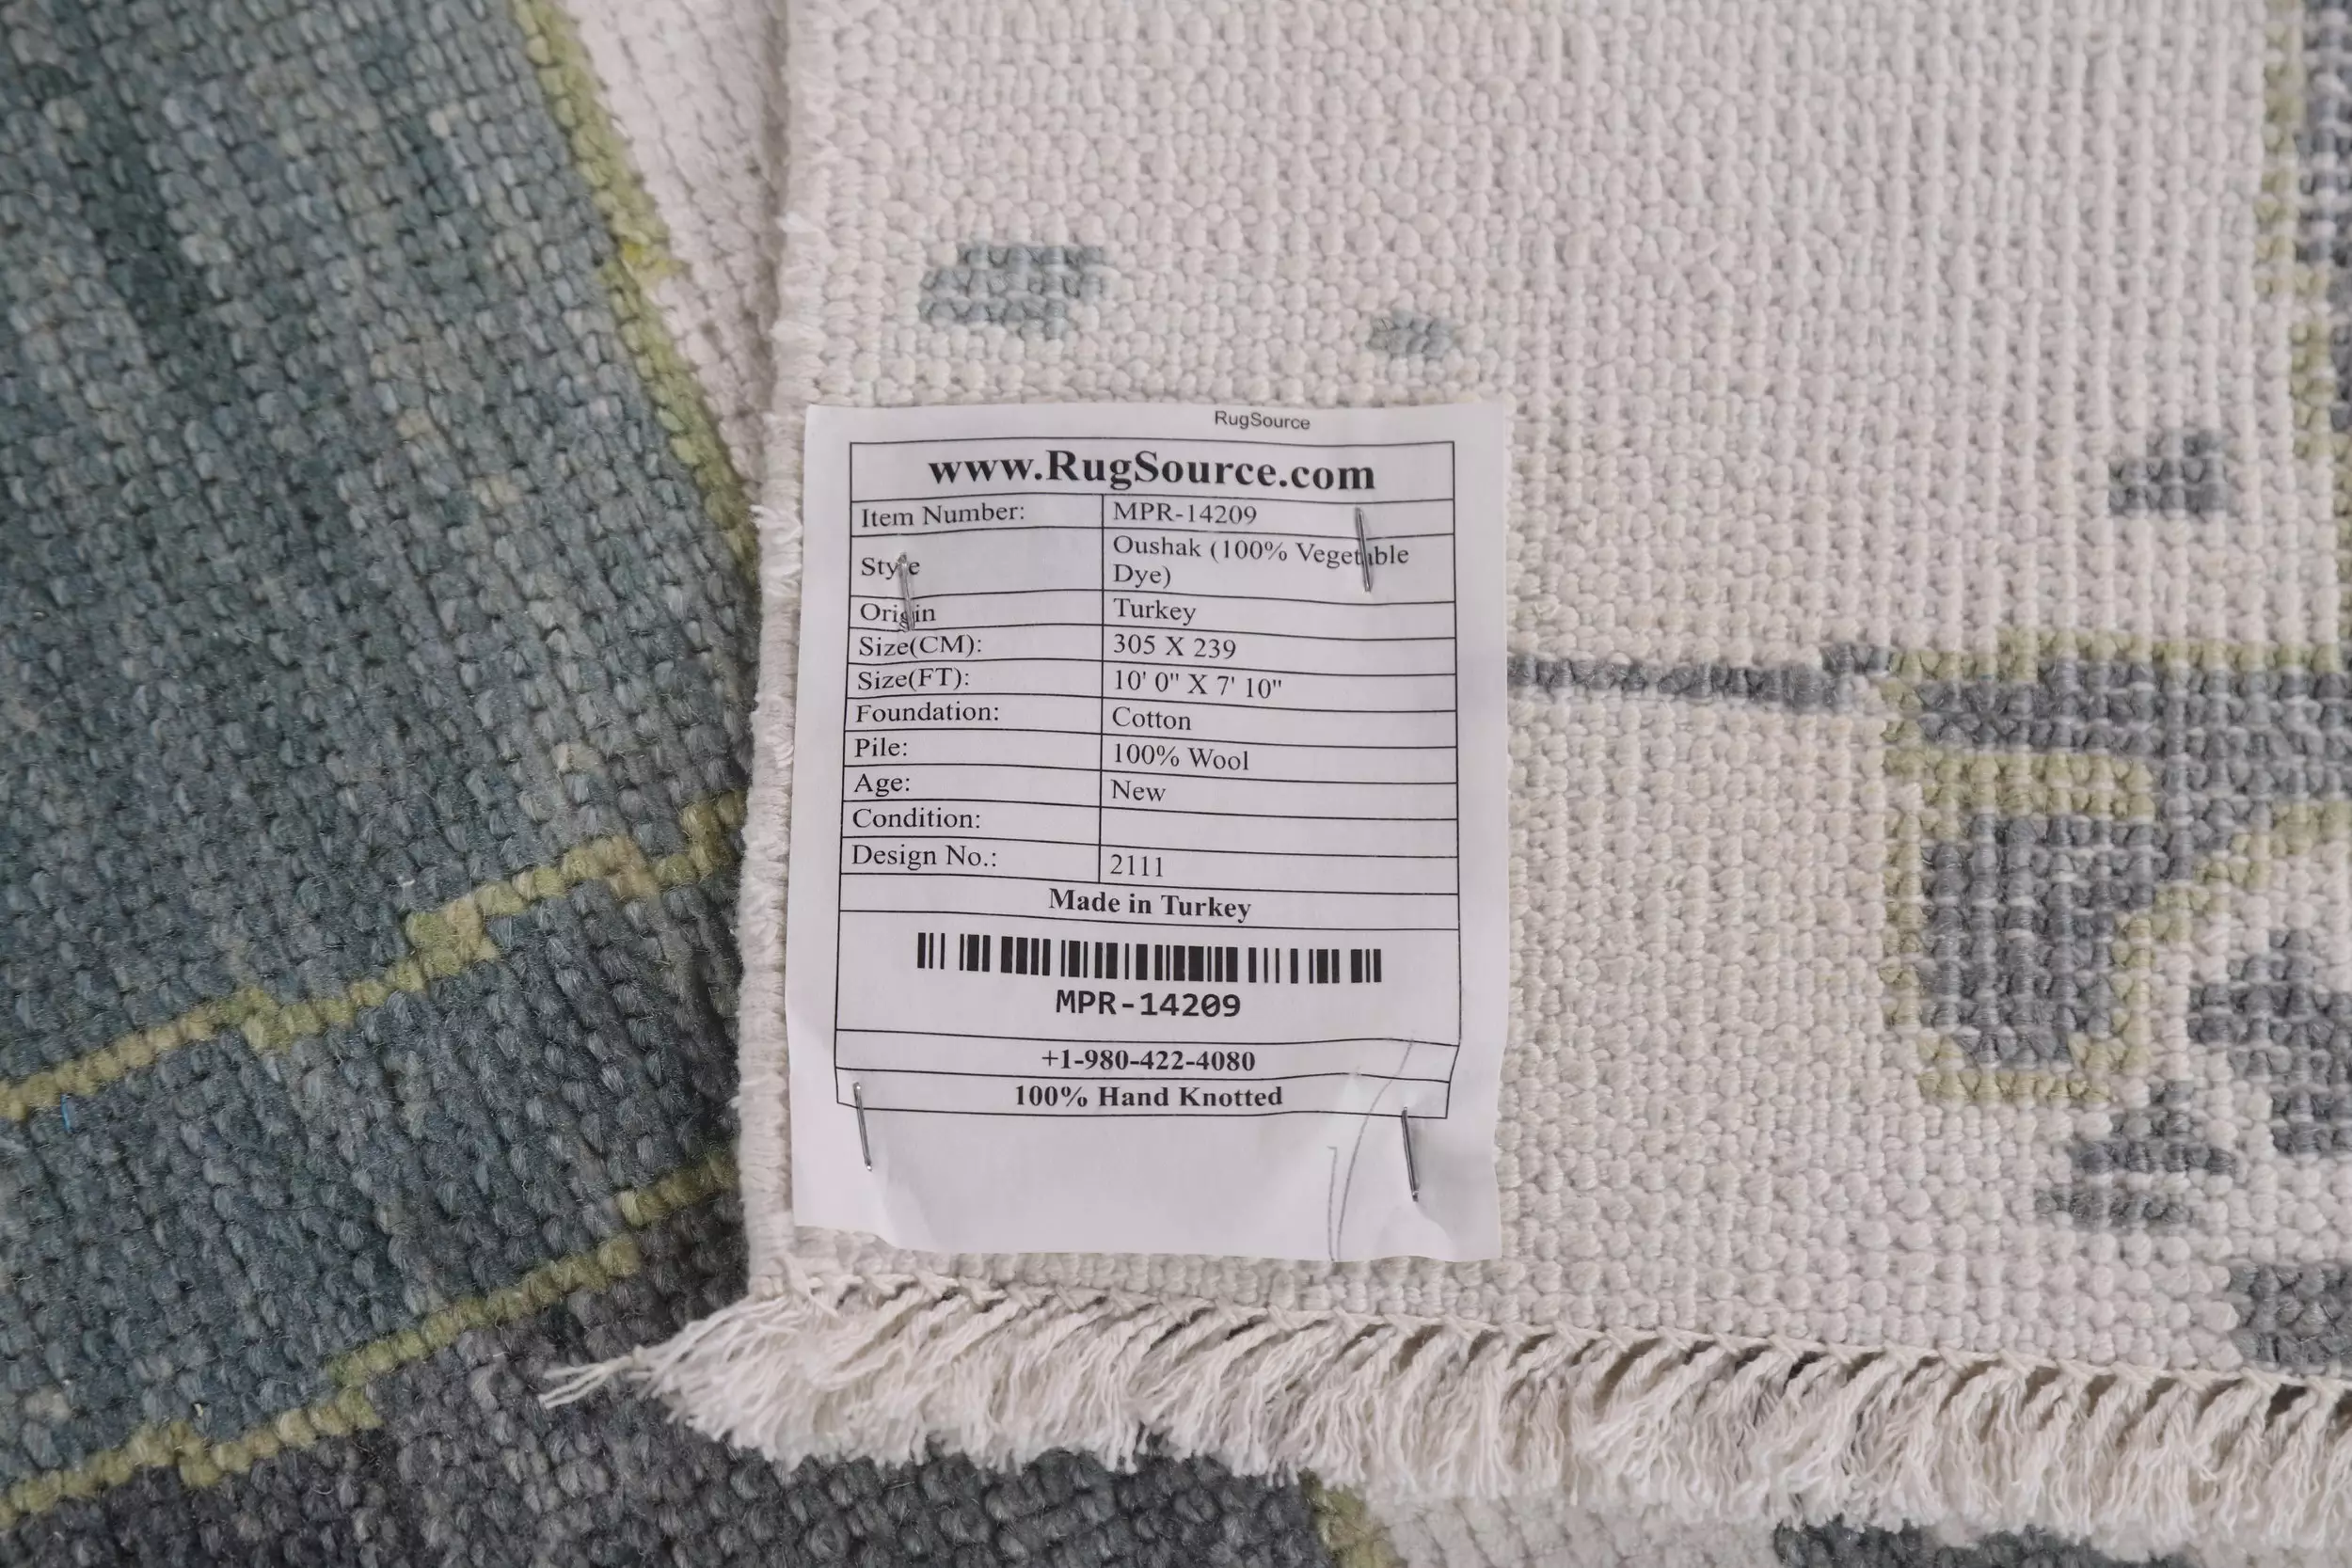 RugSource
www.RugSource.com
Item Number: MPR-14209
Style Oushak (100% Vegetable
Dye)
Origin Turkey
Size(CM): 305 X 239
Size(FT): 10' 0" X 7' 10"
Foundation: Cotton
Pile: 100% Wool
Age: New
Condition:
Design No.: 2111
Made in Turkey
MPR-14209
+1-980-422-4080
100% Hand Knotted